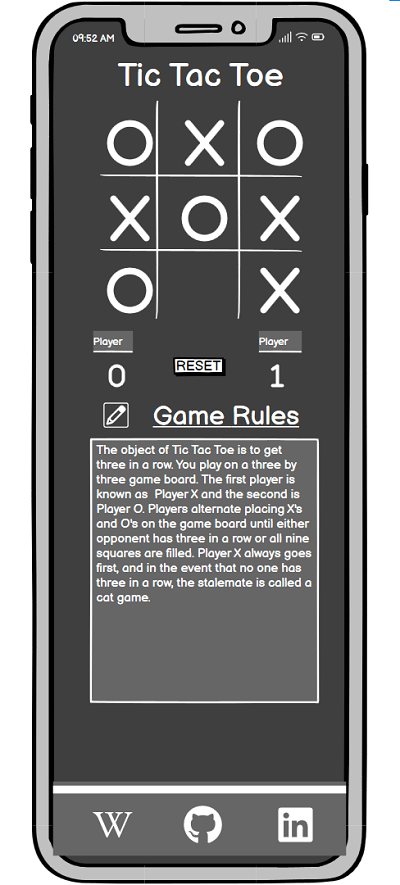 09:52 AM
Tic Tac Toe
O X O
X O X
O X
Player Player
RESET
0 1
Game Rules
The object of Tic Tac Toe is to get
three in a row. You play on a three by
three game board. The first player is
known as  Player X and the second is
Player O. Players alternate placing X's
and O's on the game board until either
opponent has three in a row or all nine
squares are filled. Player X always goes
first, and in the event that no one has
three in a row, the stalemate is called a
cat game.
W in